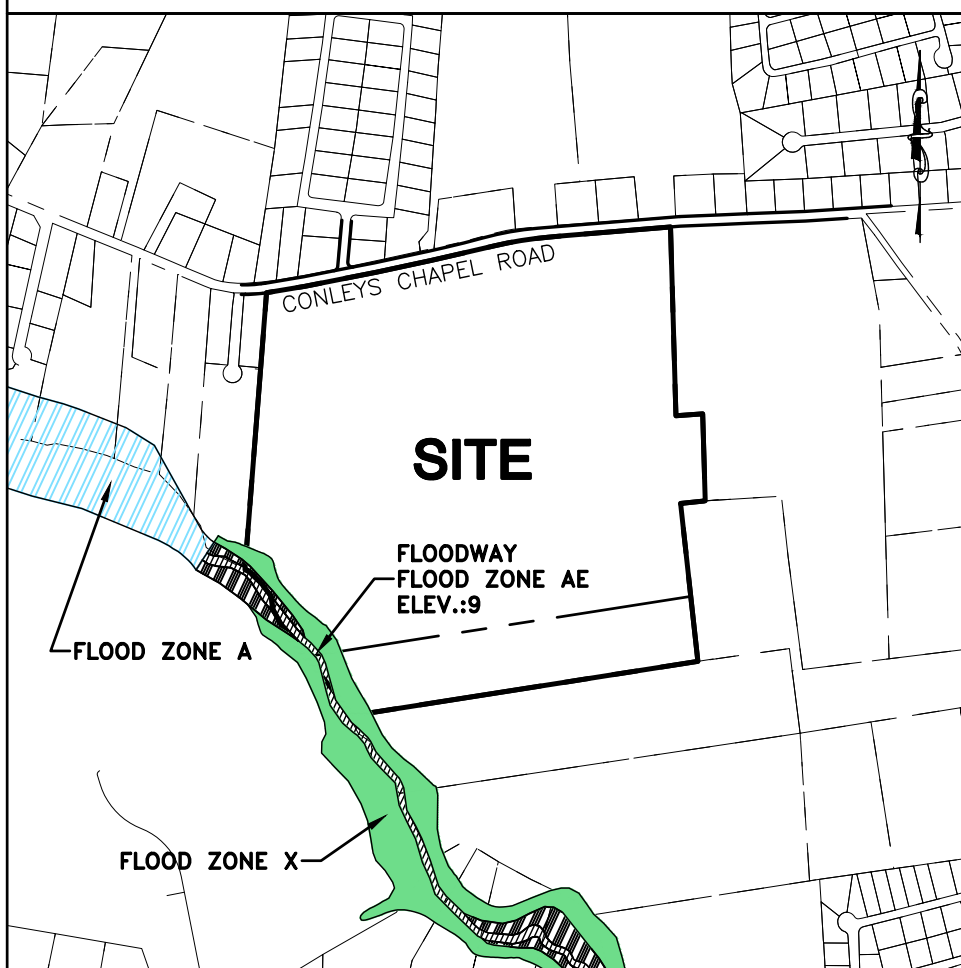 CONLEYS CHAPEL ROAD
SITE
FLOODWAY
FLOOD ZONE AE
ELEV.:9
FLOOD ZONE A
FLOOD ZONE X